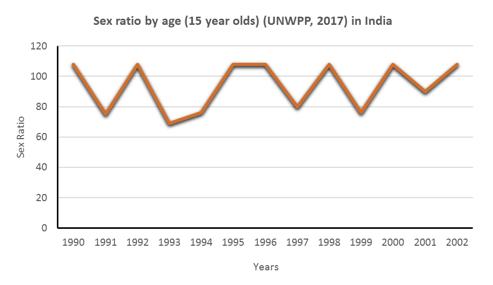 Sex ratio by age (15 year olds) (UNWPP, 2017) in India
120
100
80
60
40
20
0
Sex Ratio
1990 1991 1992 1993 1994 1995 1996 1997 1998 1999 2000 2001 2002
Years